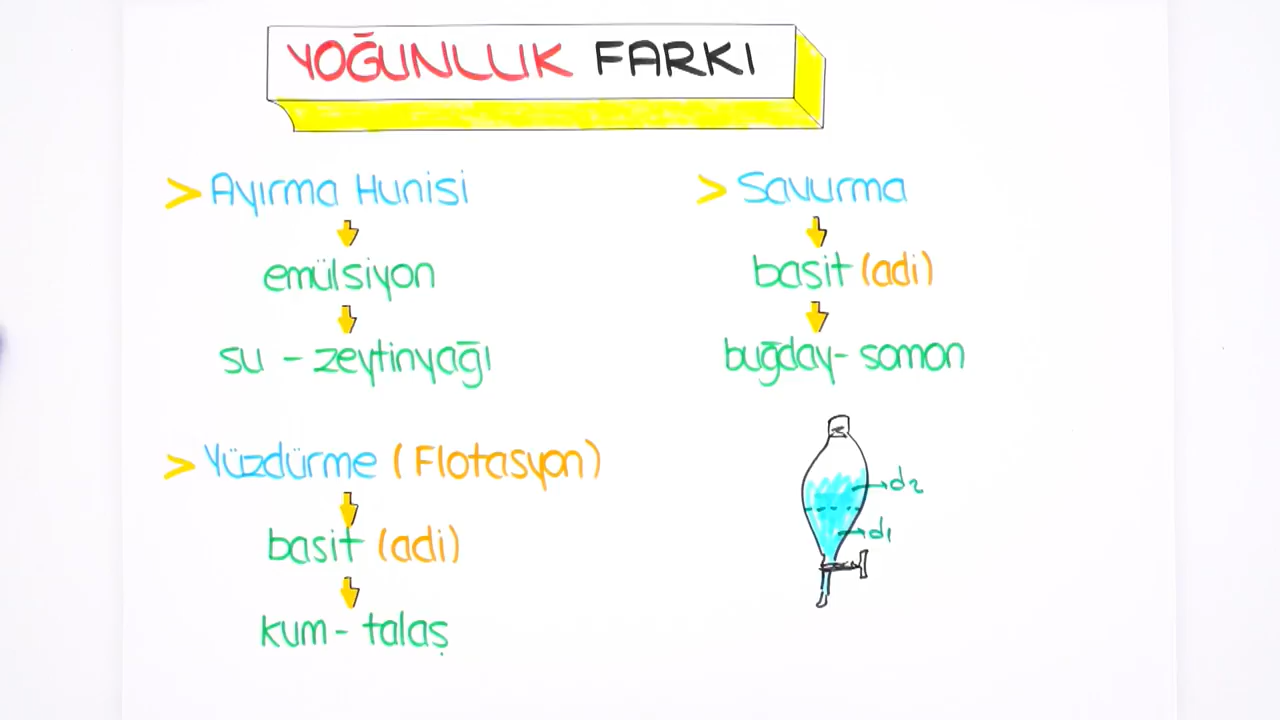 YOĞUNLUK FARKI
> Ayırma Hunisi
emülsiyon
su - zeytinyağı
> Yüzdürme (Flotasyon)
basit (adi)
kum - talaş
> Savurma
basit (adi)
buğday - saman
d2
d1